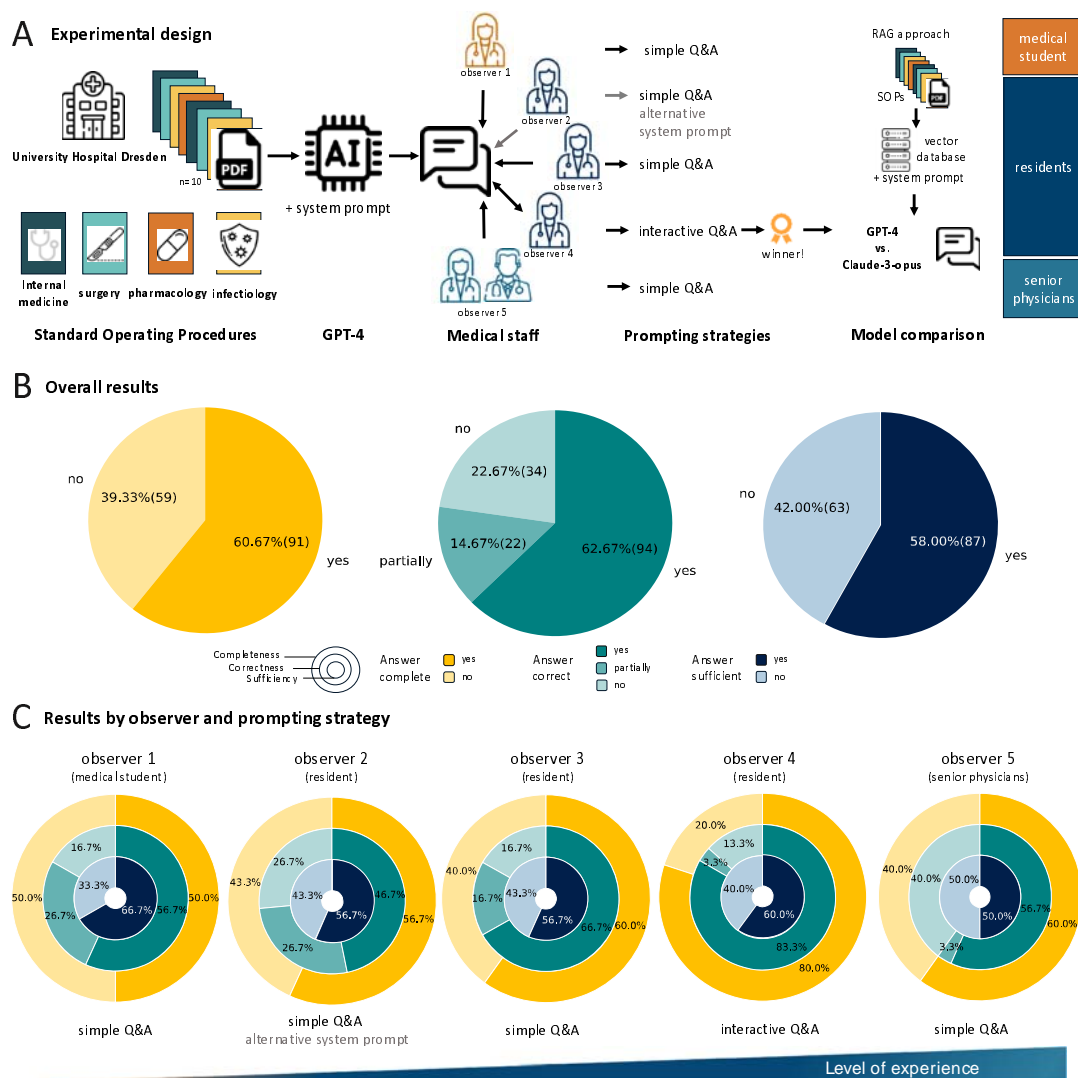 A Experimental design
University Hospital Dresden
n=10
PDF
Internal
medicine
surgery
pharmacology
infectiology
Standard Operating Procedures
AI
+ system prompt
GPT-4
observer 1
observer 2
observer 3
observer 4
observer 5
Medical staff
simple Q&A
simple Q&A
alternative
system prompt
simple Q&A
interactive Q&A
winner!
simple Q&A
Prompting strategies
RAG approach
SOPs
PDF
vector
database
+ system prompt
GPT-4
vs.
Claude-3-opus
Model comparison
medical
student
residents
senior
physicians
B Overall results
no
39.33%(59)
60.67%(91)
yes
no
22.67%(34)
14.67%(22)
partially
62.67%(94)
yes
no
42.00%(63)
58.00%(87)
yes
Completeness
Correctness
Sufficiency
Answer
complete
yes
no
Answer
correct
yes
partially
no
Answer
sufficient
yes
no
C Results by observer and prompting strategy
observer 1
(medical student)
16.7%
33.3%
50.0%
66.7%
56.7%
50.0%
26.7%
simple Q&A
observer 2
(resident)
26.7%
43.3%
43.3%
46.7%
56.7%
56.7%
26.7%
simple Q&A
alternative system prompt
observer 3
(resident)
16.7%
40.0%
43.3%
16.7%
56.7%
66.7%
60.0%
simple Q&A
observer 4
(resident)
20.0%
13.3%
3.3%
40.0%
60.0%
83.3%
80.0%
interactive Q&A
observer 5
(senior physicians)
40.0%
40.0%
50.0%
50.0%
56.7%
60.0%
3.3%
simple Q&A
Level of experience